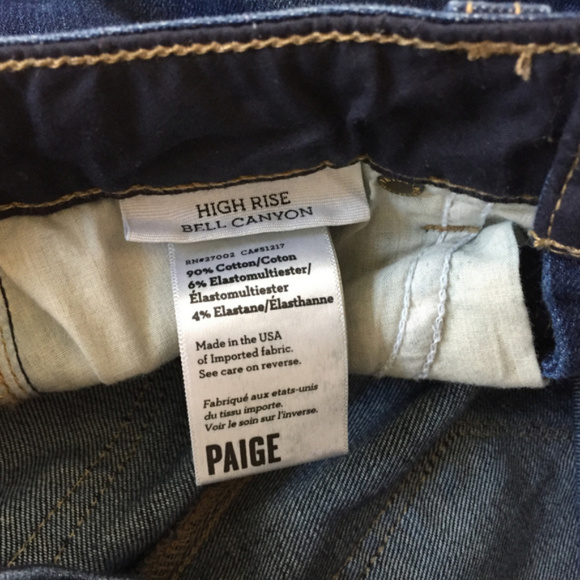 HIGH RISE
BELL CANYON
RN#27002 CA#51217
90% Cotton/Coton
6% Elastomultiester/
Élastomultiester
4% Elastane/Élasthanne
Made in the USA
of Imported fabric.
See care on reverse.
Fabriqué aux etats-unis
du tissu importe.
Voir le soin sur l'inverse.
PAIGE